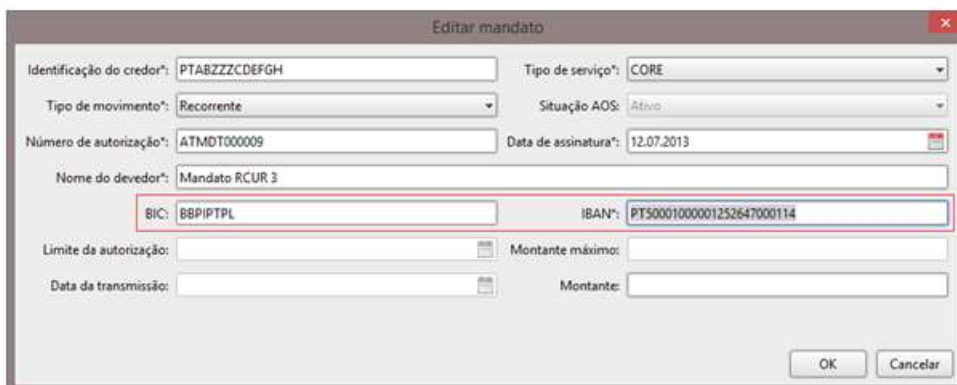 Editar mandato
Identificação do credor*: PTABZZZCDEFGH Tipo de serviço*: CORE
Tipo de movimento*: Recorrente Situação AOS: Ativo
Número de autorização*: ATMDT000009 Data de assinatura*: 12.07.2013
Nome do devedor*: Mandato RCUR 3
BIC: BBPIPTPL IBAN*: PT50001000001252647000114
Limite da autorização: Montante máximo:
Data da transmissão: Montante:
OK Cancelar